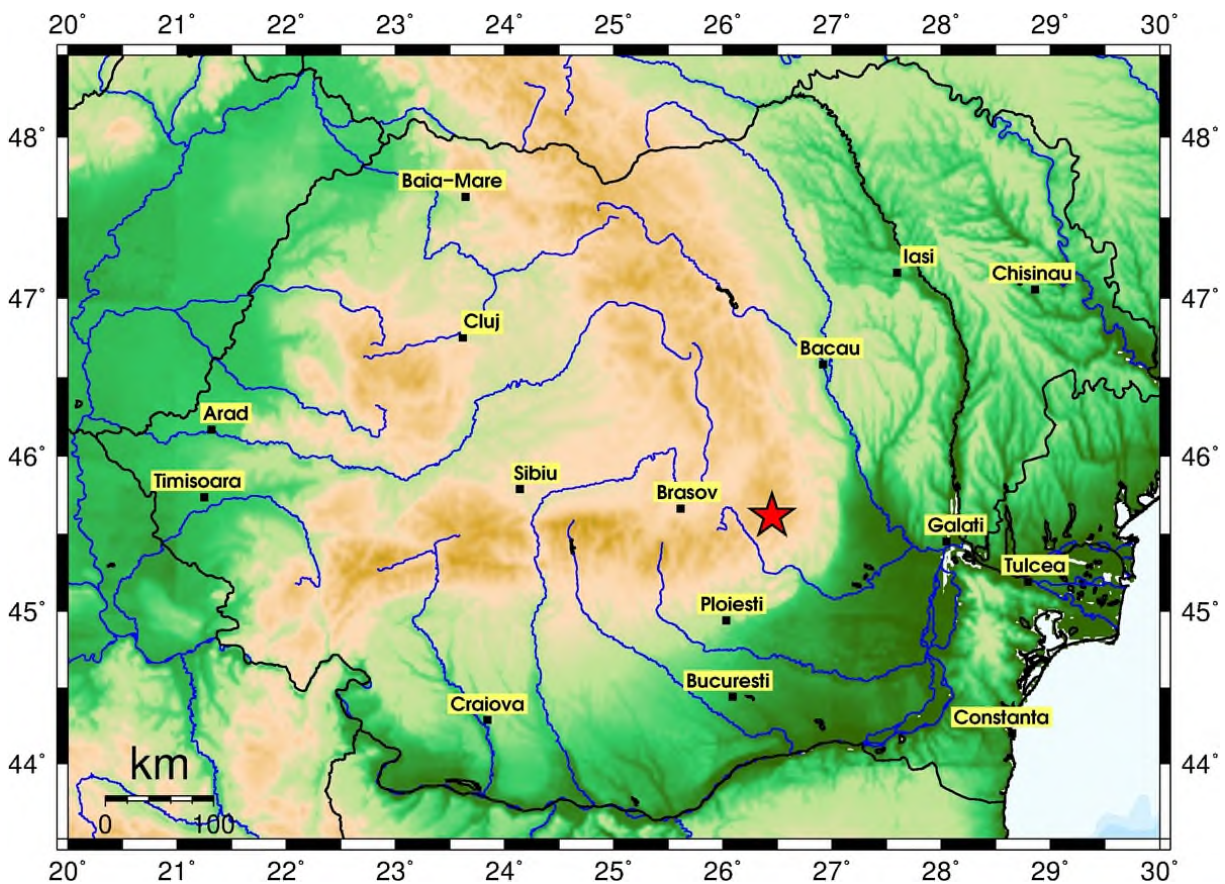 20° 21° 22° 23° 24° 25° 26° 27° 28° 29° 30°
48° 48°
Baia-Mare
Iasi
Chisinau
47° 47°
Cluj
Bacau
Arad
46° 46°
Timisoara
Sibiu
Brasov
Galati
Tulcea
45° 45°
Ploiesti
Bucuresti
Craiova
Constanta
44° 44°
km
0 100
20° 21° 22° 23° 24° 25° 26° 27° 28° 29° 30°